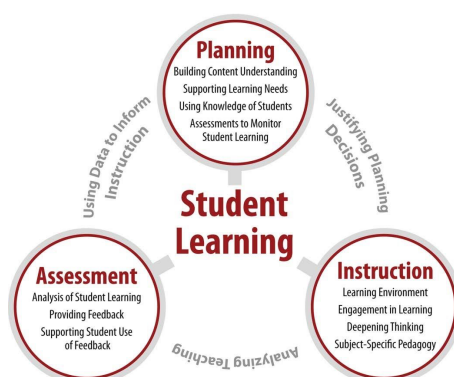 Planning
Building Content Understanding
Supporting Learning Needs
Using Knowledge of Students
Assessments to Monitor
Student Learning
Using Data to Inform
Instruction
Justifying Planning
Decisions
Student
Learning
Assessment
Analysis of Student Learning
Providing Feedback
Supporting Student Use
of Feedback
Instruction
Learning Environment
Engagement in Learning
Deepening Thinking
Subject-Specific Pedagogy
Analyzing Teaching